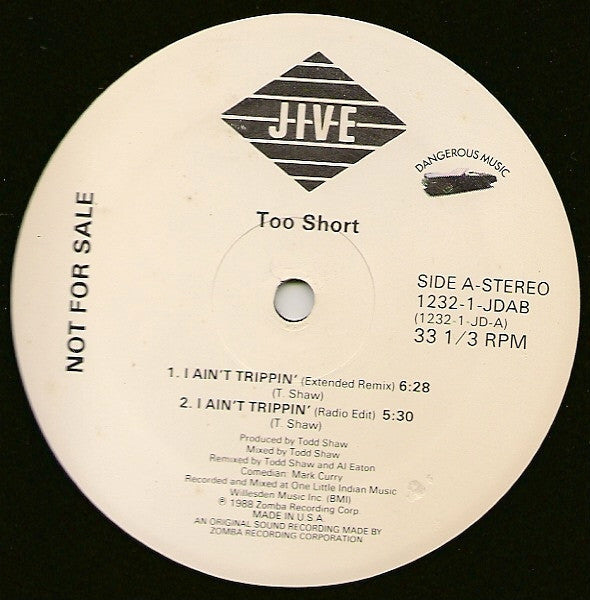 J-I-V-E
DANGEROUS MUSIC
NOT FOR SALE
Too Short
SIDE A-STEREO
1232-1-JDAB
(1232-1-JD-A)
33 1/3 RPM
1. I AIN'T TRIPPIN' (Extended Remix) 6:28
(T. Shaw)
2. I AIN'T TRIPPIN' (Radio Edit) 5:30
(T. Shaw)
Produced by Todd Shaw
Mixed by Todd Shaw
Remixed by Todd Shaw and Al Eaton
Comedian: Mark Curry
Recorded and Mixed at One Little Indian Music
Willesden Music Inc (BMI)
℗ 1988 Zomba Recording Corp.
MADE IN U.S.A.
AN ORIGINAL SOUND RECORDING MADE BY
ZOMBA RECORDING CORPORATION